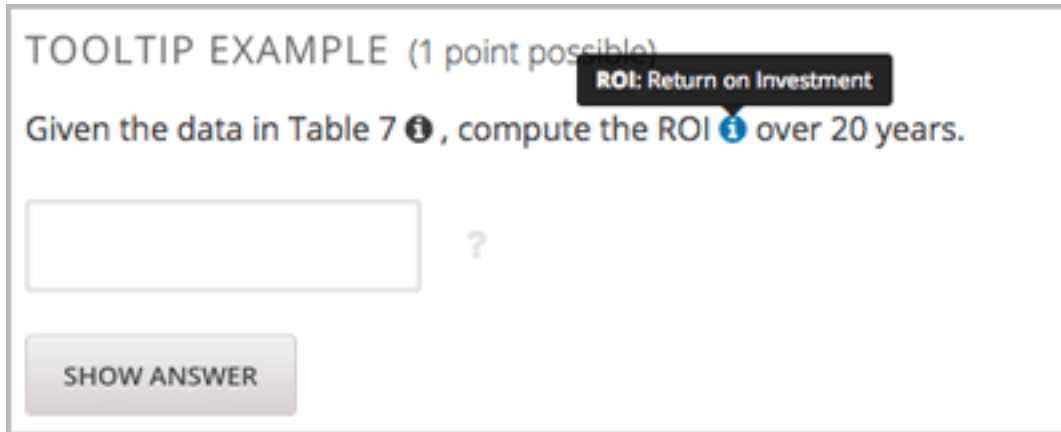 TOOLTIP EXAMPLE (1 point possible)
ROI: Return on Investment
Given the data in Table 7 , compute the ROI over 20 years.
?
SHOW ANSWER